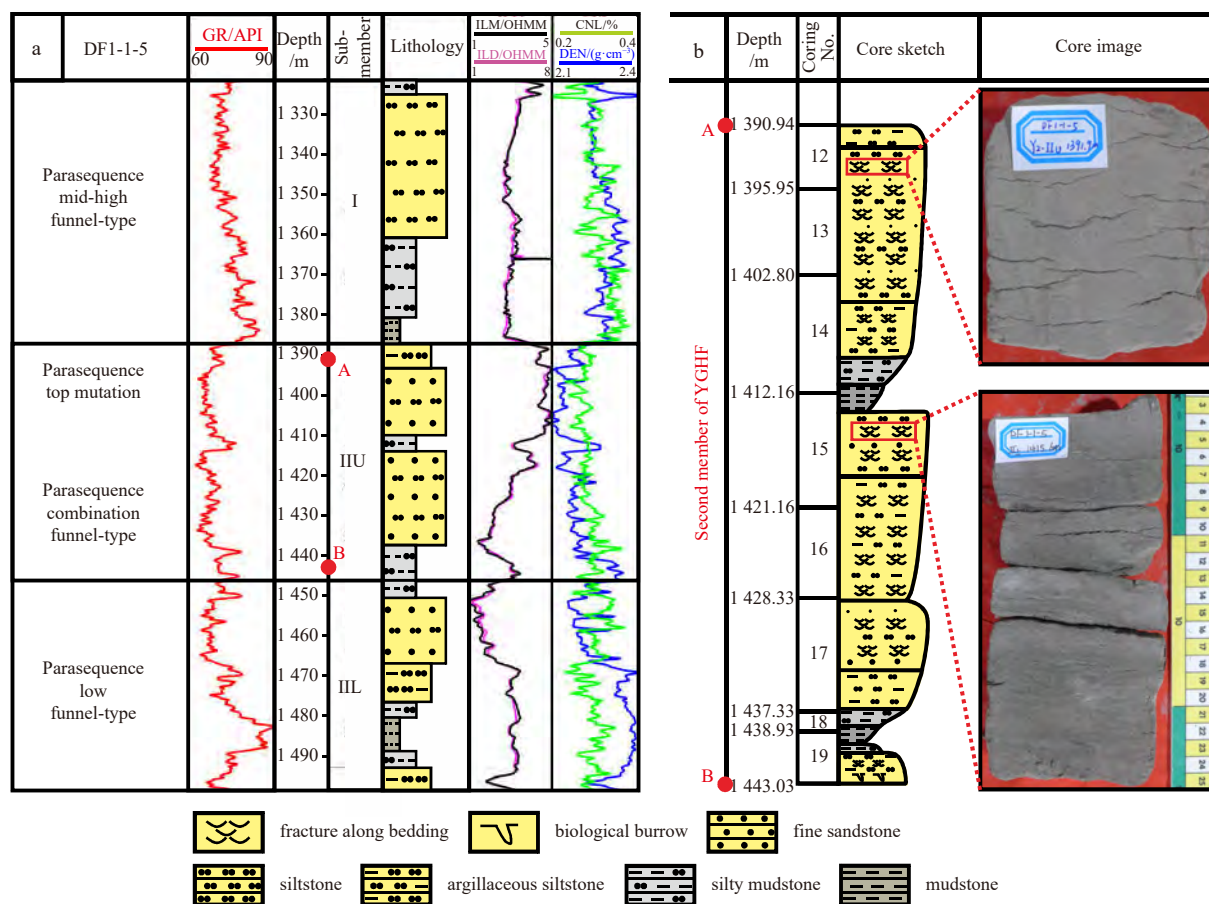 a
DF1-1-5
GR/API
60 90
Depth
/m
Sub-
member
Lithology
ILM/OHMM
1 5
ILD/OHMM
1 8
CNL/%
0.2 0.4
DEN/(g·cm⁻³)
2.1 2.4
Parasequence
mid-high
funnel-type
Parasequence
top mutation
Parasequence
combination
funnel-type
Parasequence
low
funnel-type
1 330
1 340
1 350
1 360
1 370
1 380
1 390
1 400
1 410
1 420
1 430
1 440
1 450
1 460
1 470
1 480
1 490
A
B
I
IIU
IIL
b
Depth
/m
Coring
No.
Core sketch
Core image
Second member of YGHF
A
1 390.94
1 395.95
1 402.80
1 412.16
1 421.16
1 428.33
1 437.33
1 438.93
B
1 443.03
12
13
14
15
16
17
18
19
DF1-1-5
DF1-1-5
fracture along bedding
biological burrow
fine sandstone
siltstone
argillaceous siltstone
silty mudstone
mudstone